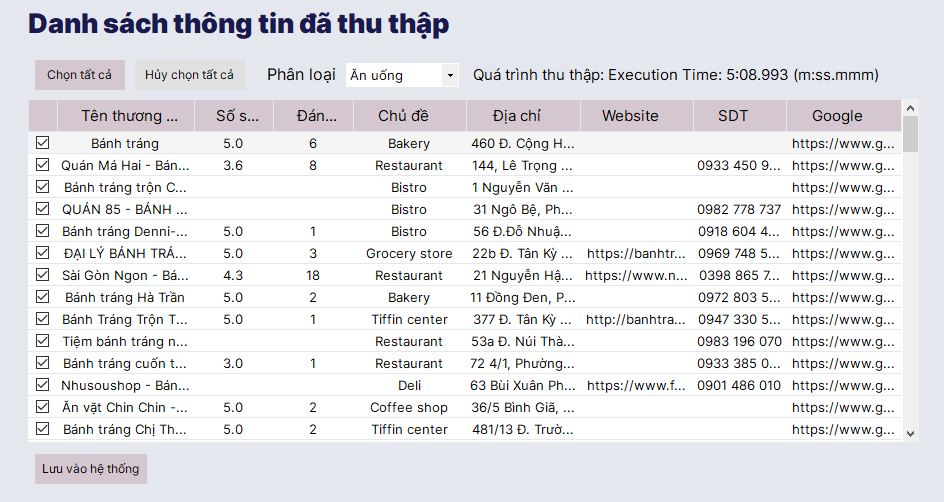 Danh sách thông tin đã thu thập
Chọn tất cả Hủy chọn tất cả Phân loại Ăn uống Quá trình thu thập: Execution Time: 5:08.993 (m:ss.mmm)
Tên thương ... Số s... Đán... Chủ đề Địa chỉ Website SDT Google
Bánh tráng 5.0 6 Bakery 460 Đ. Cộng H... https://www.g...
Quán Má Hai - Bán... 3.6 8 Restaurant 144, Lê Trọng ... 0933 450 9... https://www.g...
Bánh tráng trộn C... Bistro 1 Nguyễn Văn ... https://www.g...
QUÁN 85 - BÁNH ... Bistro 31 Ngô Bệ, Ph... 0982 778 737 https://www.g...
Bánh tráng Denni-... 5.0 1 Bistro 56 Đ.Đỗ Nhuậ... 0918 604 4... https://www.g...
ĐẠI LÝ BÁNH TRÁ... 5.0 3 Grocery store 22b Đ. Tân Kỳ ... https://banhtr... 0969 748 5... https://www.g...
Sài Gòn Ngon - Bá... 4.3 18 Restaurant 21 Nguyễn Hậ... https://www.n... 0398 865 7... https://www.g...
Bánh tráng Hà Trần 5.0 2 Bakery 11 Đồng Đen, P... 0972 803 5... https://www.g...
Bánh Tráng Trộn T... 5.0 1 Tiffin center 377 Đ. Tân Kỳ ... http://banhtra... 0947 330 5... https://www.g...
Tiệm bánh tráng n... Restaurant 53a Đ. Núi Thà... 0983 196 070 https://www.g...
Bánh tráng cuốn t... 3.0 1 Restaurant 72 4/1, Phường... 0933 385 0... https://www.g...
Nhusoushop - Bán... Deli 63 Bùi Xuân Ph... https://www.f... 0901 486 010 https://www.g...
Ăn vặt Chin Chin -... 5.0 2 Coffee shop 36/5 Bình Giã, ... https://www.g...
Bánh tráng Chị Th... 5.0 2 Tiffin center 481/13 Đ. Trườ... https://www.g...
Lưu vào hệ thống